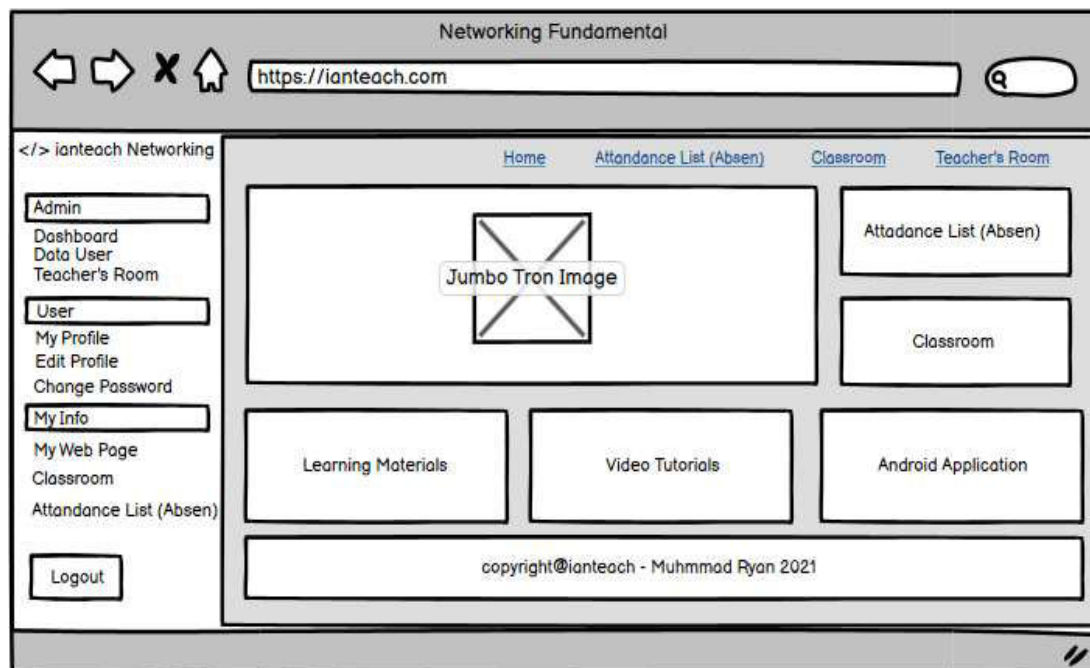 Networking Fundamental
https://ianteach.com
</> ianteach Networking
Home Attandance List (Absen) Classroom Teacher's Room
Admin
Dashboard
Data User
Teacher's Room
User
My Profile
Edit Profile
Change Password
My Info
My Web Page
Classroom
Attandance List (Absen)
Logout
Jumbo Tron Image
Attadance List (Absen)
Classroom
Learning Materials
Video Tutorials
Android Application
copyright@ianteach - Muhmmad Ryan 2021